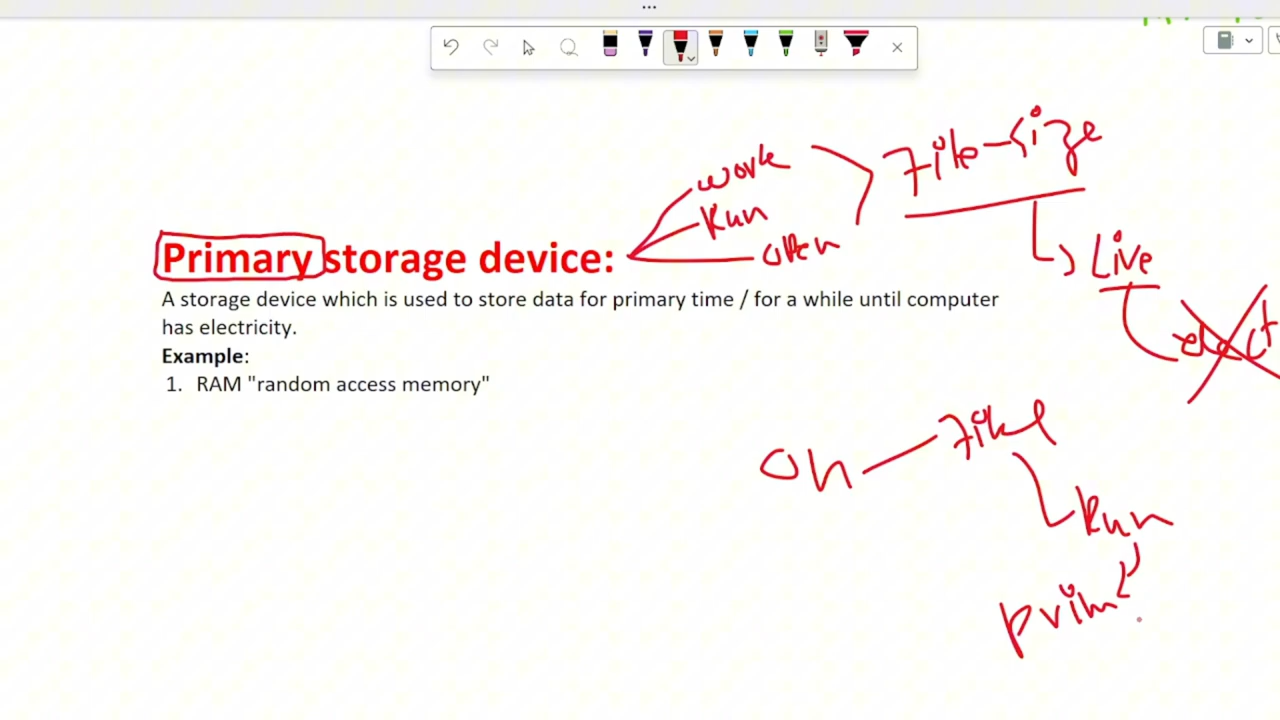 work
Run
open
File-Size
Live
elect
Primary storage device:
A storage device which is used to store data for primary time / for a while until computer
has electricity.
Example:
1. RAM "random access memory"
On
File
Run
prim